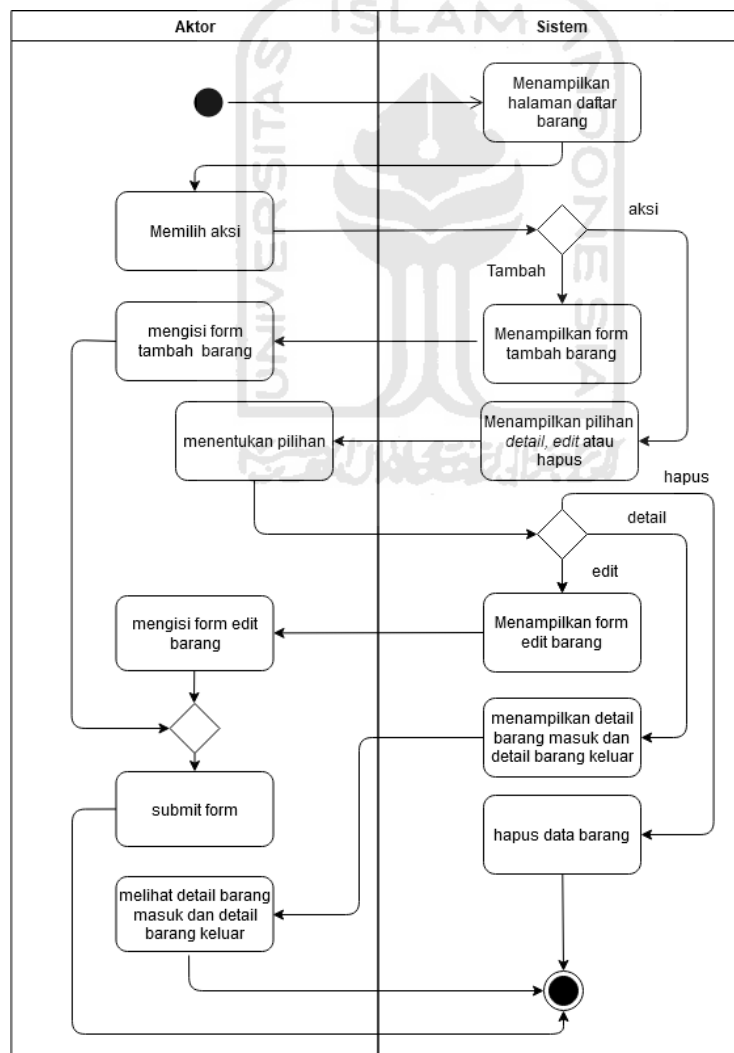 Aktor
Sistem
ISLAM
UNIVERSITAS
INDONESIA
Menampilkan
halaman daftar
barang
Memilih aksi
aksi
Tambah
mengisi form
tambah barang
Menampilkan form
tambah barang
menentukan pilihan
Menampilkan pilihan
detail, edit atau
hapus
hapus
detail
edit
mengisi form edit
barang
Menampilkan form
edit barang
menampilkan detail
barang masuk dan
detail barang keluar
submit form
hapus data barang
melihat detail barang
masuk dan detail
barang keluar